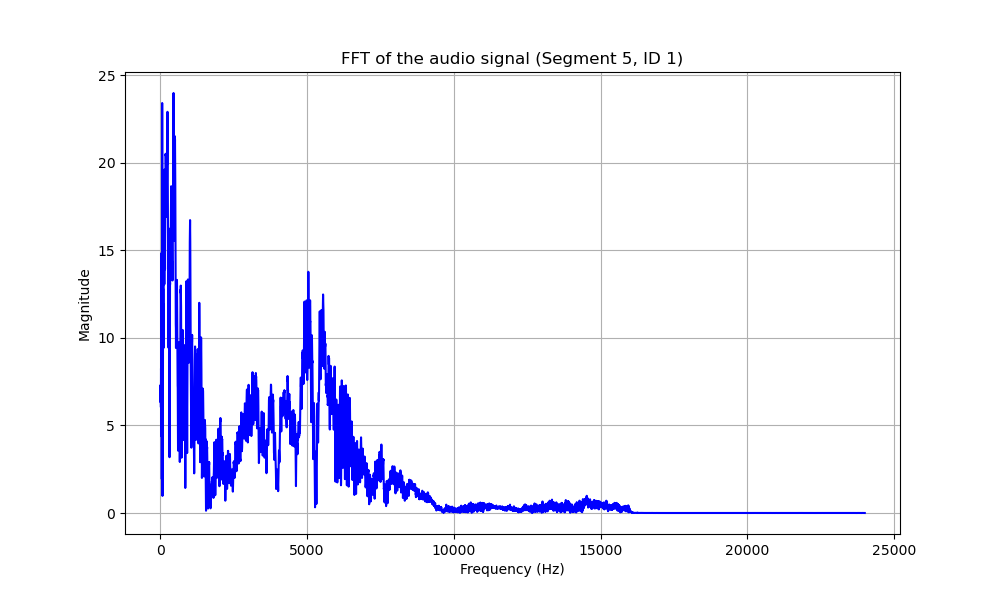 FFT of the audio signal (Segment 5, ID 1)
25
20
15
10
5
0
Magnitude
0 5000 10000 15000 20000 25000
Frequency (Hz)